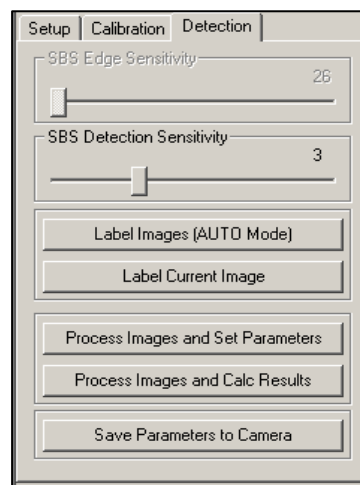 Setup Calibration Detection
SBS Edge Sensitivity
26
SBS Detection Sensitivity
3
Label Images (AUTO Mode)
Label Current Image
Process Images and Set Parameters
Process Images and Calc Results
Save Parameters to Camera